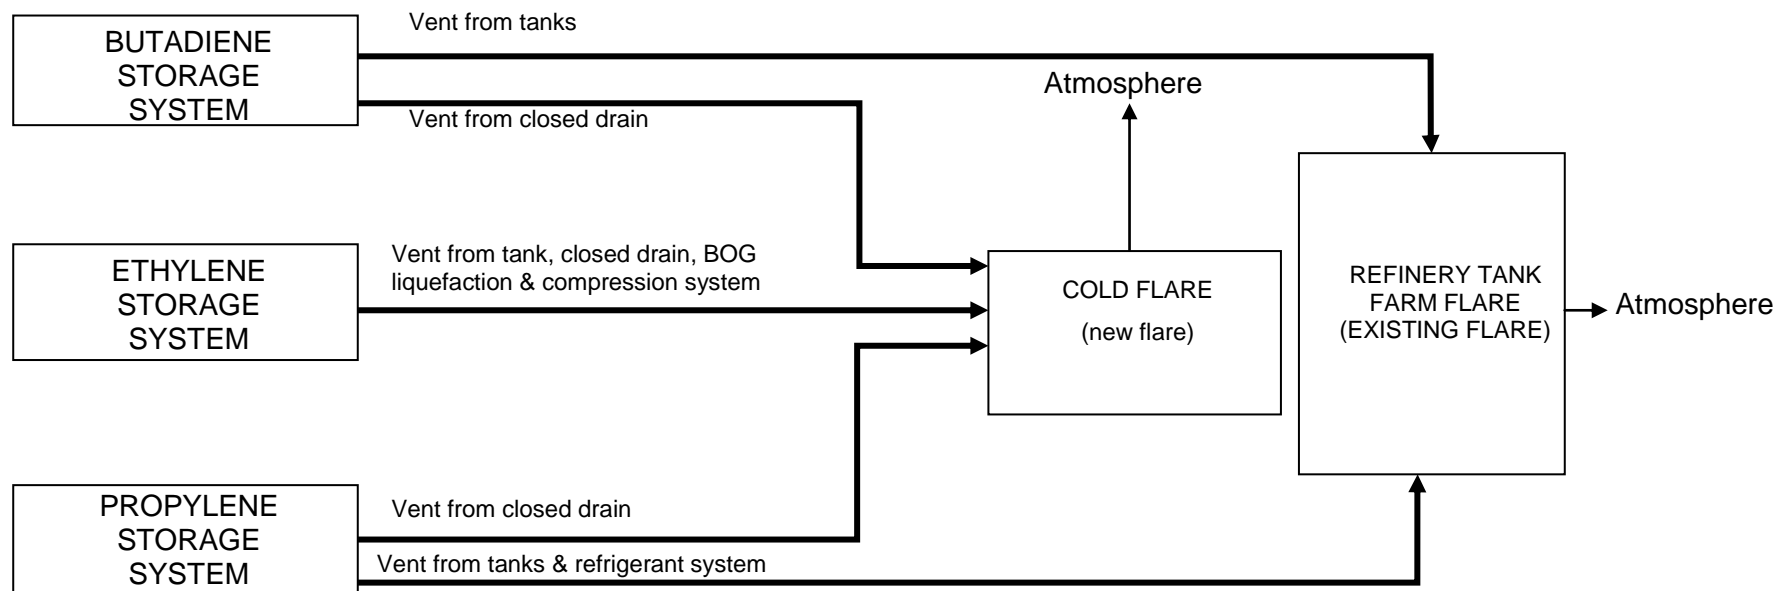 Vent from tanks
BUTADIENE
STORAGE
SYSTEM
Vent from closed drain
Atmosphere
ETHYLENE
STORAGE
SYSTEM
Vent from tank, closed drain, BOG
liquefaction & compression system
COLD FLARE
(new flare)
REFINERY TANK
FARM FLARE
(EXISTING FLARE)
Atmosphere
PROPYLENE
STORAGE
SYSTEM
Vent from closed drain
Vent from tanks & refrigerant system